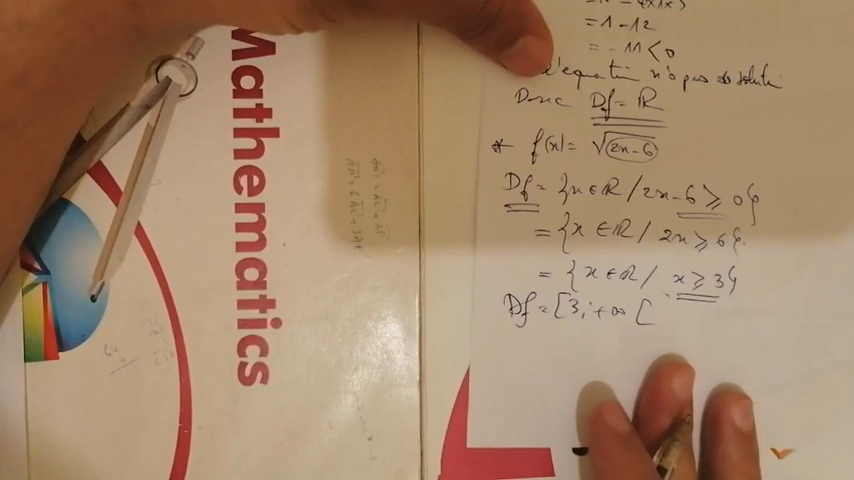 Mathematics
= 1 - 12
= - 11 < 0
l'equation n'a pas de soluti
Donc Df = ℝ
* f(x) = √(2x-6)
Df = {x ∈ ℝ / 2x-6 ≥ 0}
= {x ∈ ℝ / 2x ≥ 6}
= {x ∈ ℝ / x ≥ 3}
Df = [3; +∞ [